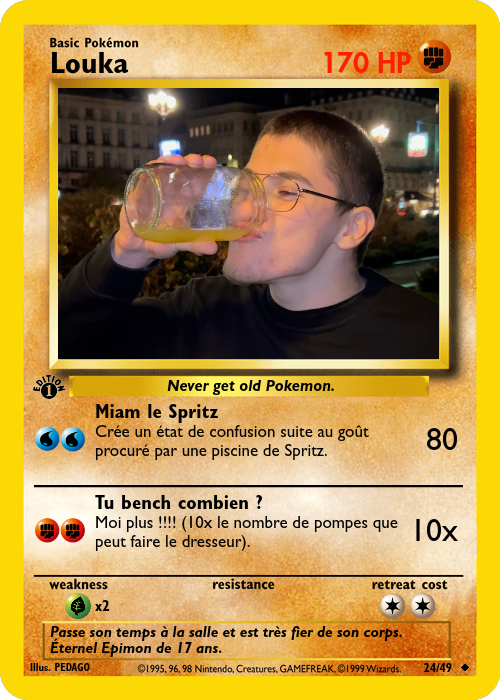 Basic Pokémon
Louka
170 HP
Never get old Pokemon.
EDITION 1
Miam le Spritz
Crée un état de confusion suite au goût
procuré par une piscine de Spritz.
80
Tu bench combien ?
Moi plus !!!! (10x le nombre de pompes que
peut faire le dresseur).
10x
weakness
resistance
retreat cost
x2
Passe son temps à la salle et est très fier de son corps.
Éternel Epimon de 17 ans.
Illus. PEDAGO
©1995, 96, 98 Nintendo, Creatures, GAMEFREAK. ©1999 Wizards.
24/49